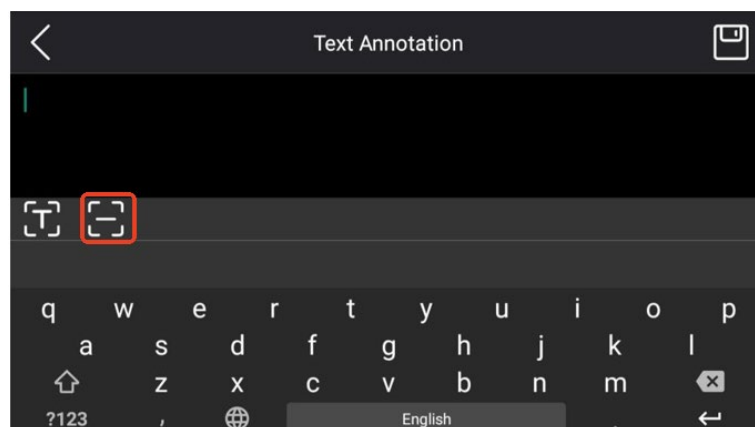 Text Annotation
T
q w e r t y u i o p
a s d f g h j k l
z x c v b n m
?123 , English .